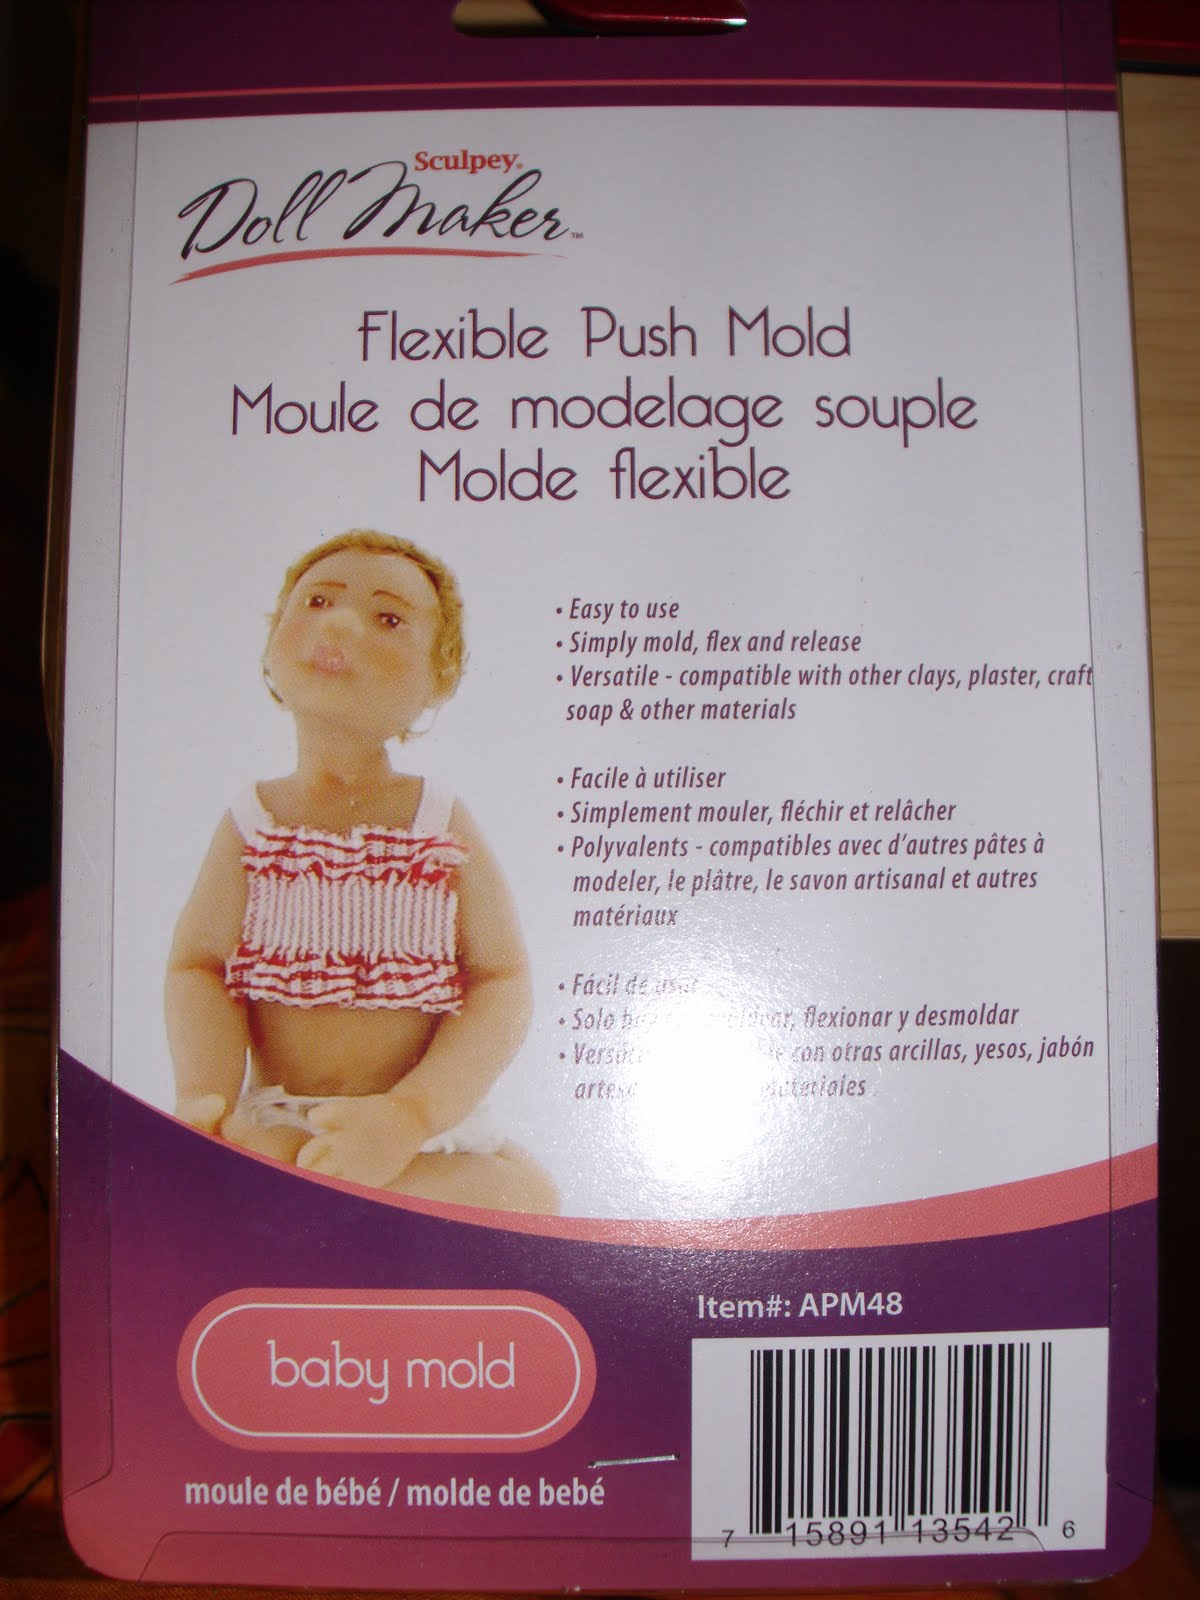 Sculpey®
Doll Maker™
Flexible Push Mold
Moule de modelage souple
Molde flexible
• Easy to use
• Simply mold, flex and release
• Versatile - compatible with other clays, plaster, craft
soap & other materials
• Facile à utiliser
• Simplement mouler, fléchir et relâcher
• Polyvalents - compatibles avec d'autres pâtes à
modeler, le plâtre, le savon artisanal et autres
matériaux
• Fácil de usar
• Solo flexionar y desmoldar
• con otras arcillas, yesos, jabón
materiales
Item#: APM48
baby mold
moule de bébé / molde de bebé
7 15891 13542 6